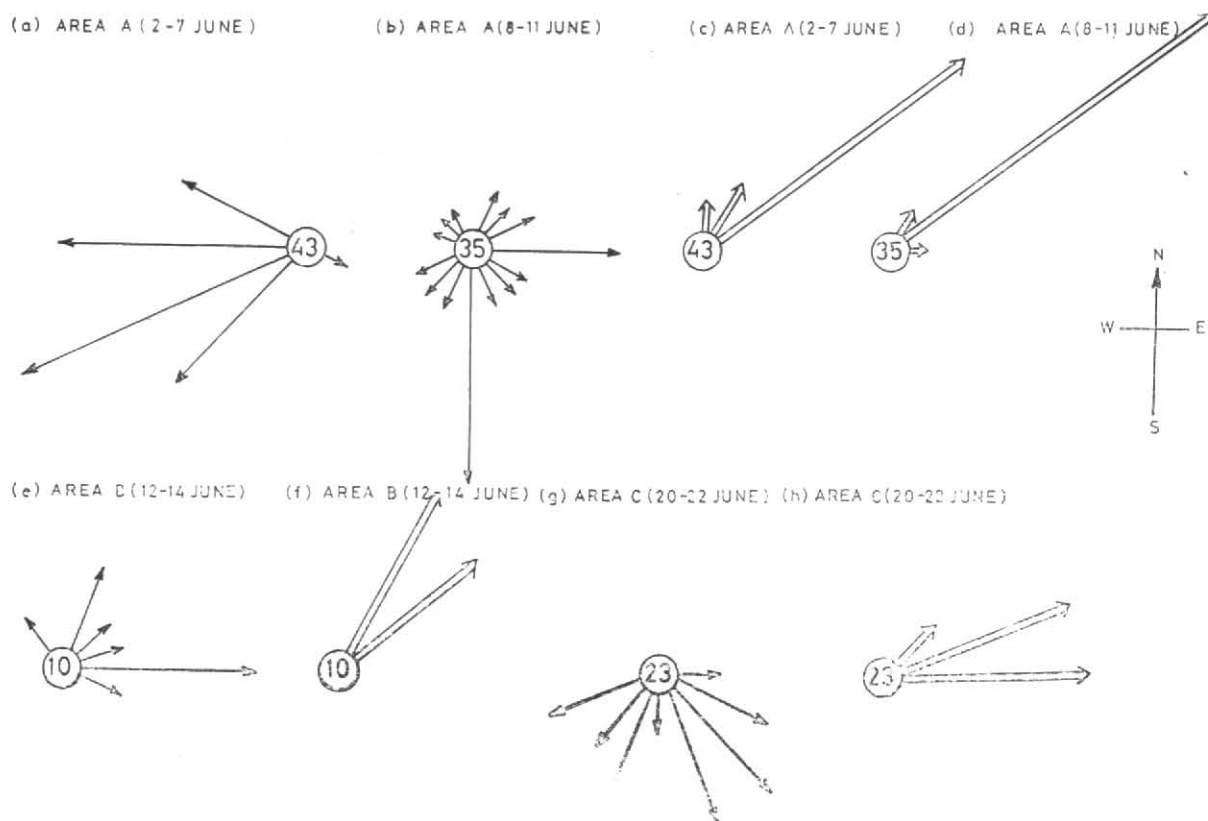 (a) AREA A (2-7 JUNE)
(b) AREA A (8-11 JUNE)
(c) AREA A (2-7 JUNE)
(d) AREA A (8-11 JUNE)
43
35
43
35
N
W
E
S
(e) AREA B (12-14 JUNE)
(f) AREA B (12-14 JUNE)
(g) AREA C (20-22 JUNE)
(h) AREA C (20-22 JUNE)
10
10
23
23